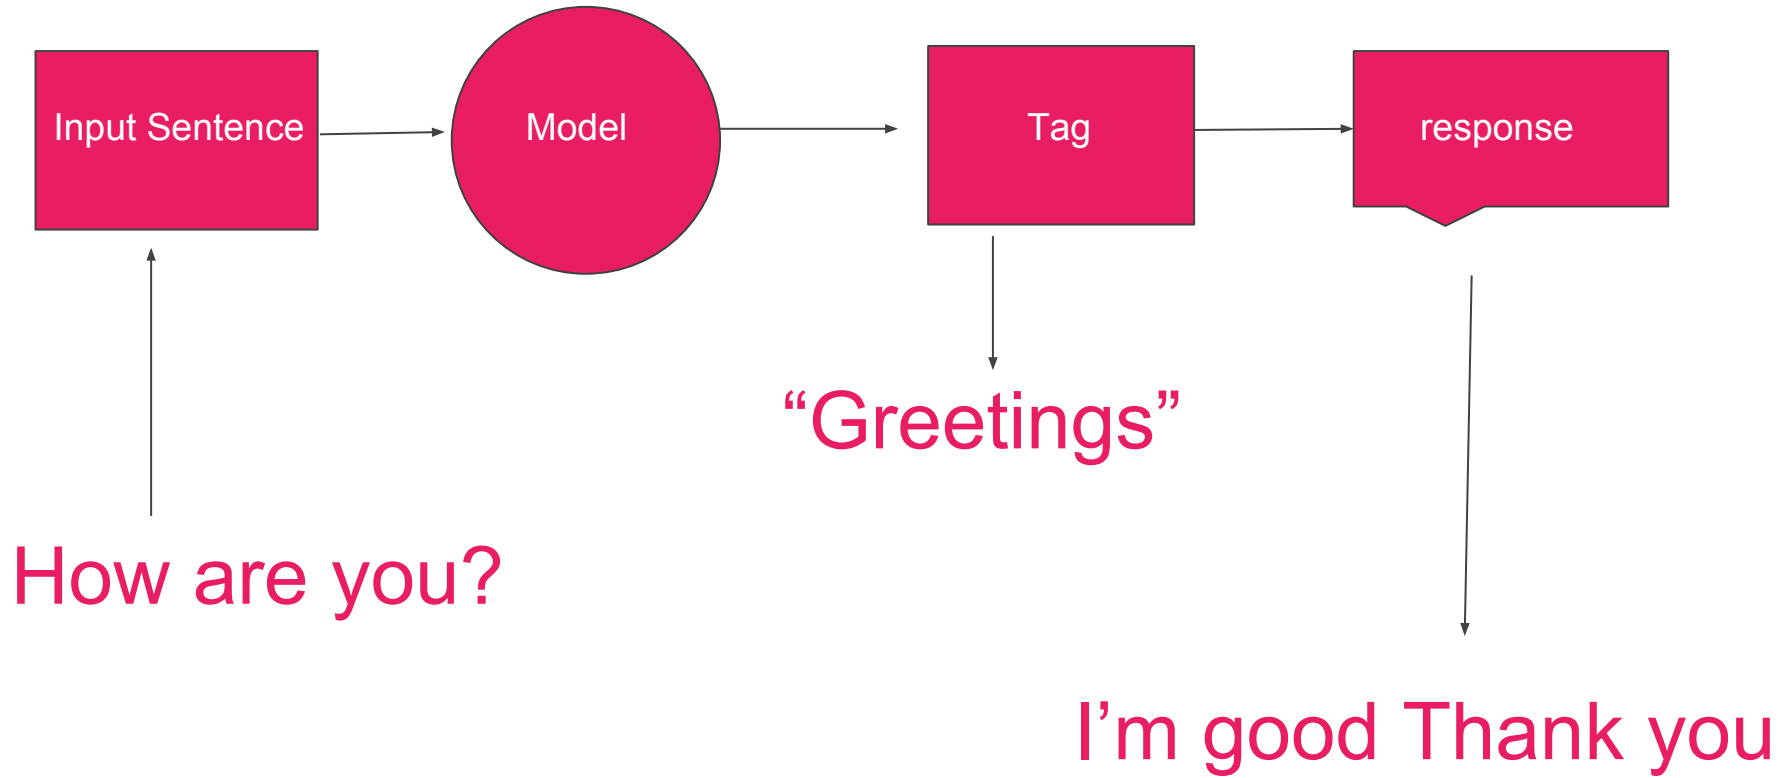 Input Sentence
Model
Tag
response
“Greetings”
How are you?
I’m good Thank you